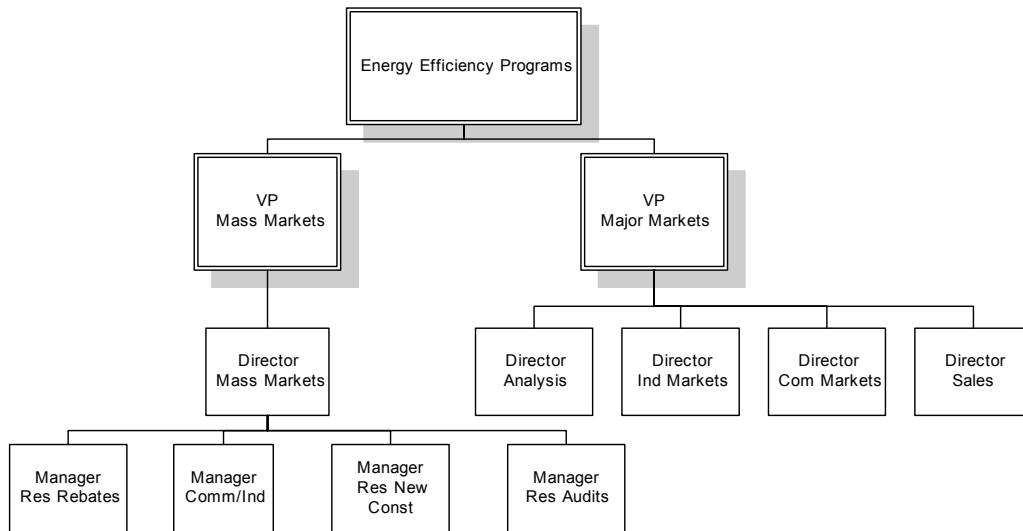 Energy Efficiency Programs
VP
Mass Markets
VP
Major Markets
Director
Mass Markets
Director
Analysis
Director
Ind Markets
Director
Com Markets
Director
Sales
Manager
Res Rebates
Manager
Comm/Ind
Manager
Res New
Const
Manager
Res Audits